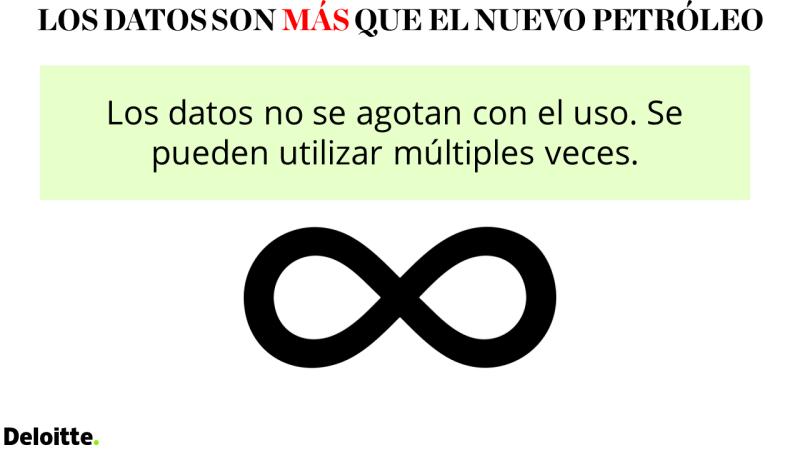 LOS DATOS SON MÁS QUE EL NUEVO PETRÓLEO
Los datos no se agotan con el uso. Se
pueden utilizar múltiples veces.
Deloitte.